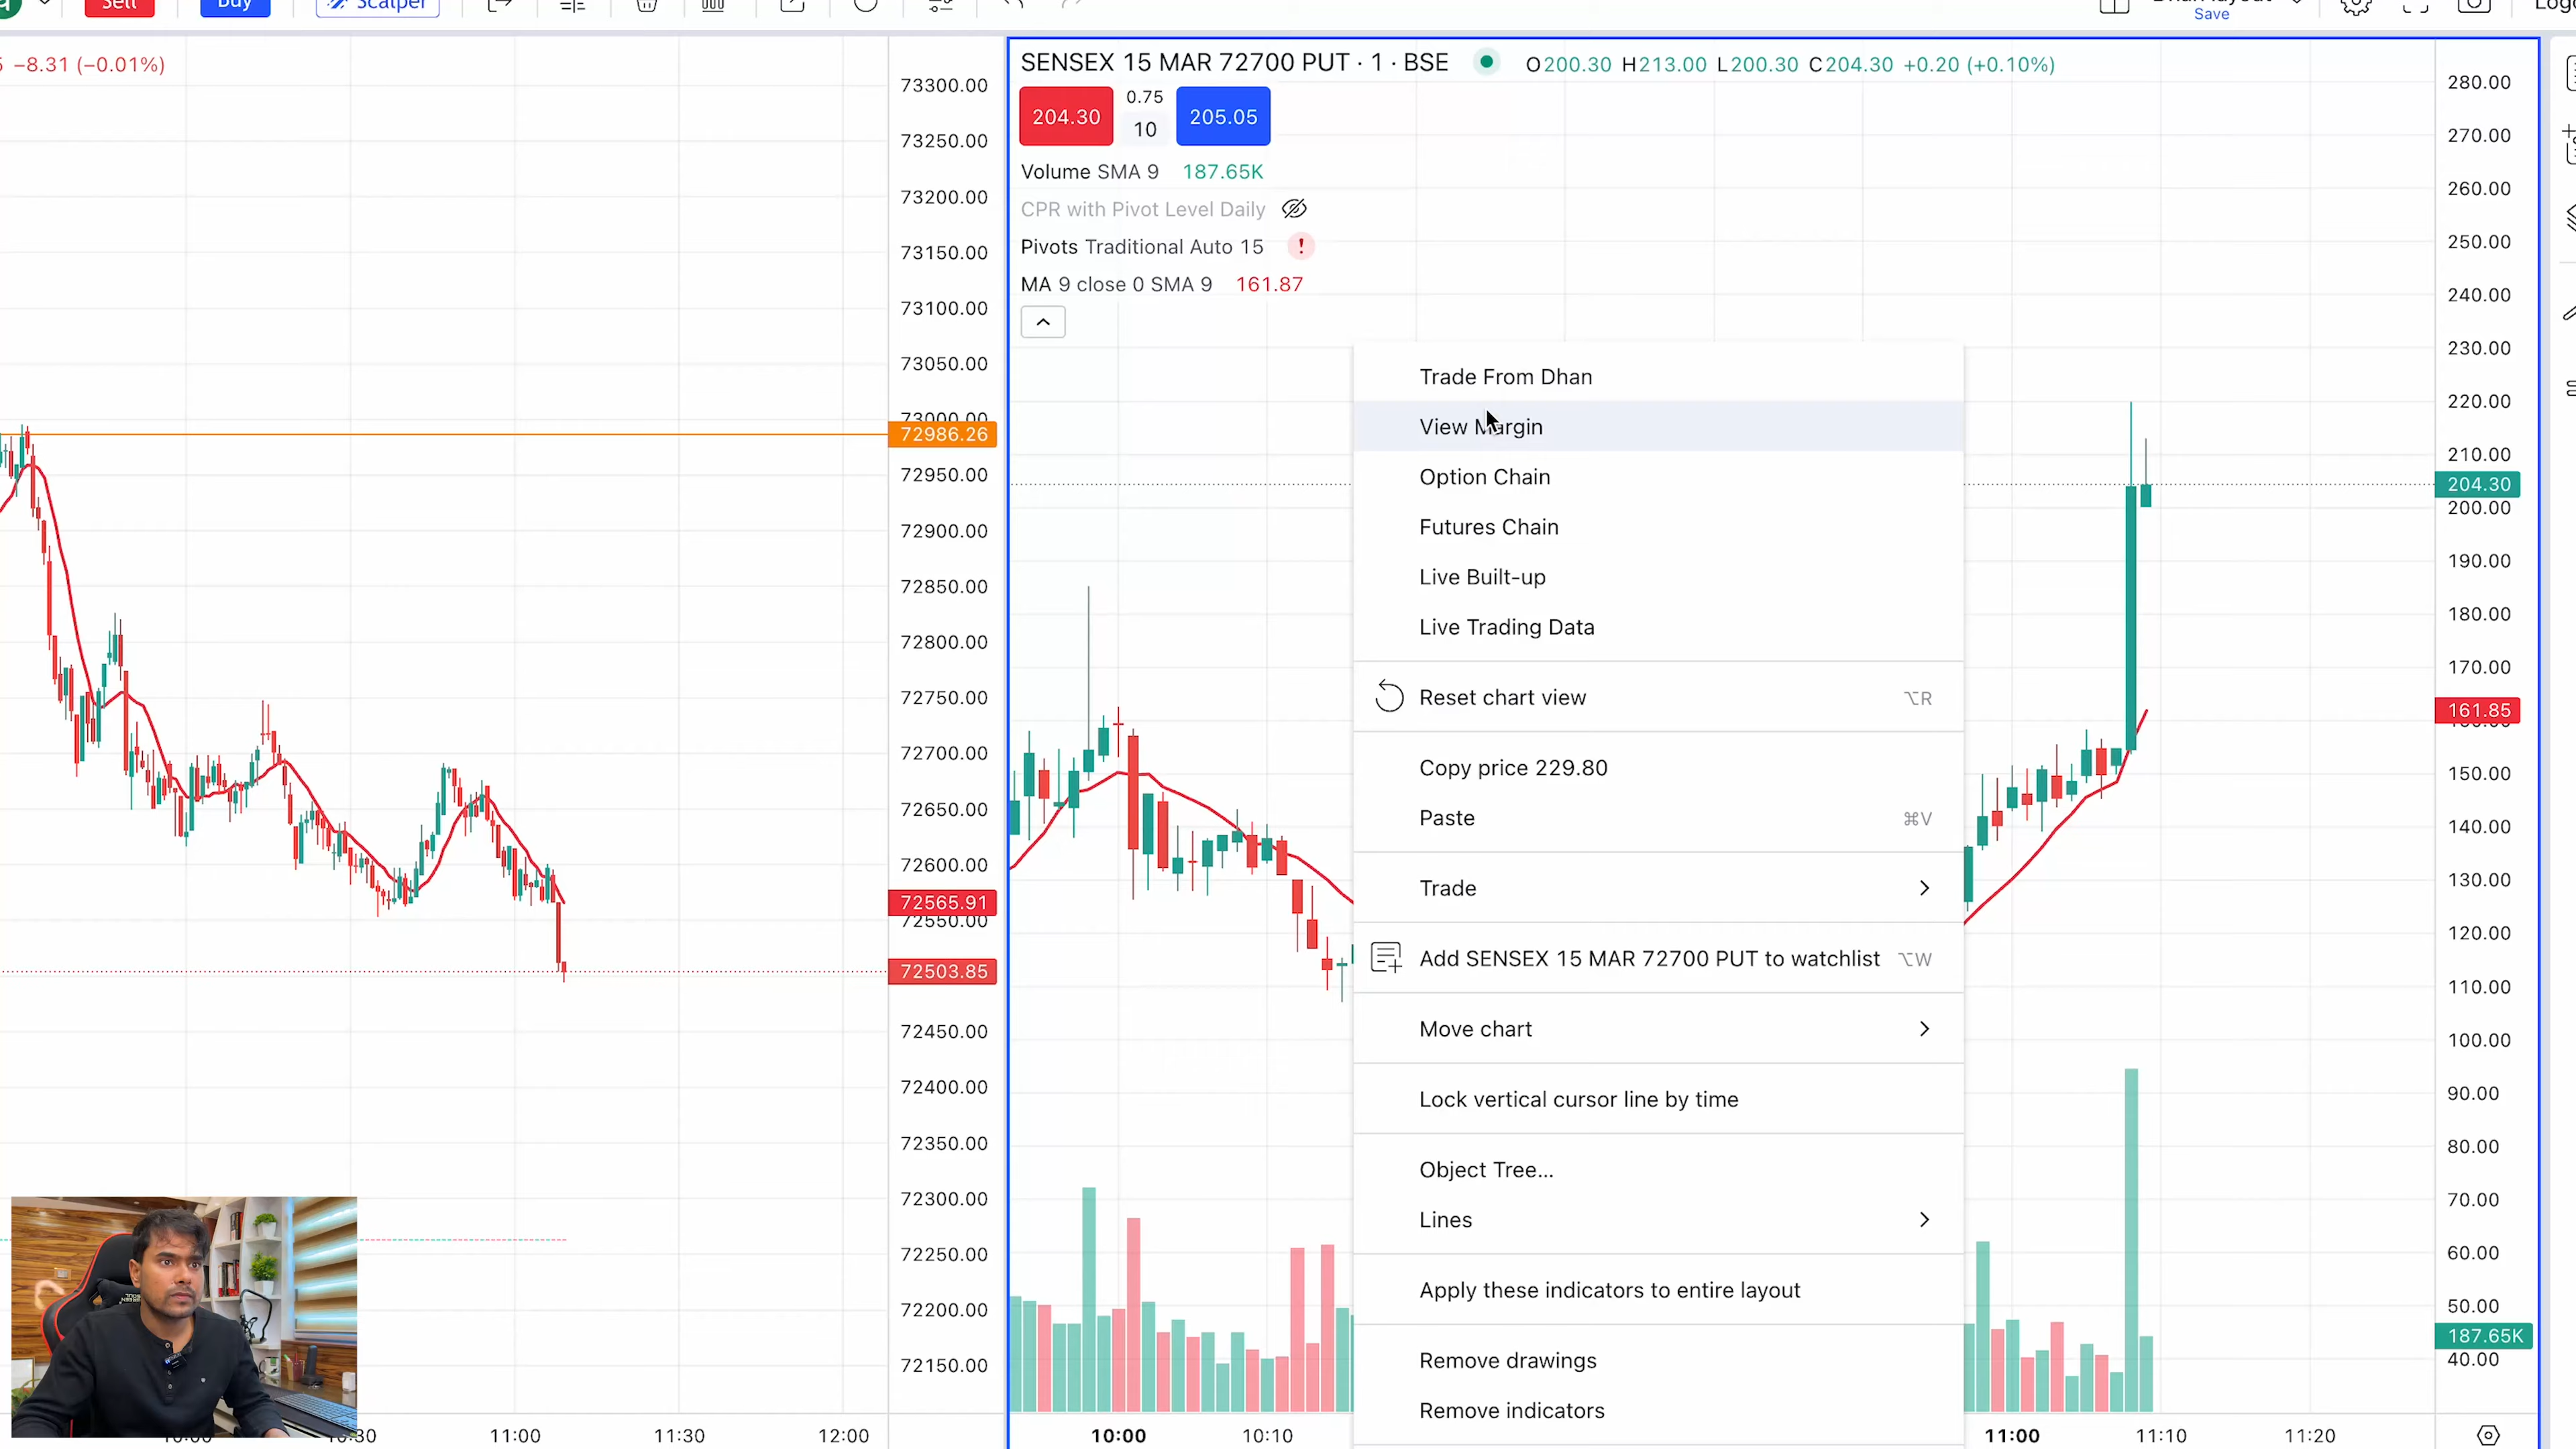 Sell
Buy
Scalper
Save
−8.31 (−0.01%)
73300.00
73250.00
73200.00
73150.00
73100.00
73050.00
73000.00
72986.26
72950.00
72900.00
72850.00
72800.00
72750.00
72700.00
72650.00
72600.00
72565.91
72550.00
72503.85
72450.00
72400.00
72350.00
72300.00
72250.00
72200.00
72150.00
11:00
11:30
12:00
SENSEX 15 MAR 72700 PUT · 1 · BSE
O200.30 H213.00 L200.30 C204.30 +0.20 (+0.10%)
204.30
0.75
10
205.05
Volume SMA 9 187.65K
CPR with Pivot Level Daily
Pivots Traditional Auto 15 !
MA 9 close 0 SMA 9 161.87
Trade From Dhan
View Margin
Option Chain
Futures Chain
Live Built-up
Live Trading Data
Reset chart view ⌥R
Copy price 229.80
Paste ⌘V
Trade
Add SENSEX 15 MAR 72700 PUT to watchlist ⌥W
Move chart
Lock vertical cursor line by time
Object Tree...
Lines
Apply these indicators to entire layout
Remove drawings
Remove indicators
280.00
270.00
260.00
250.00
240.00
230.00
220.00
210.00
204.30
200.00
190.00
180.00
170.00
161.85
150.00
140.00
130.00
120.00
110.00
100.00
90.00
80.00
70.00
60.00
50.00
187.65K
40.00
10:00
10:10
11:00
11:10
11:20